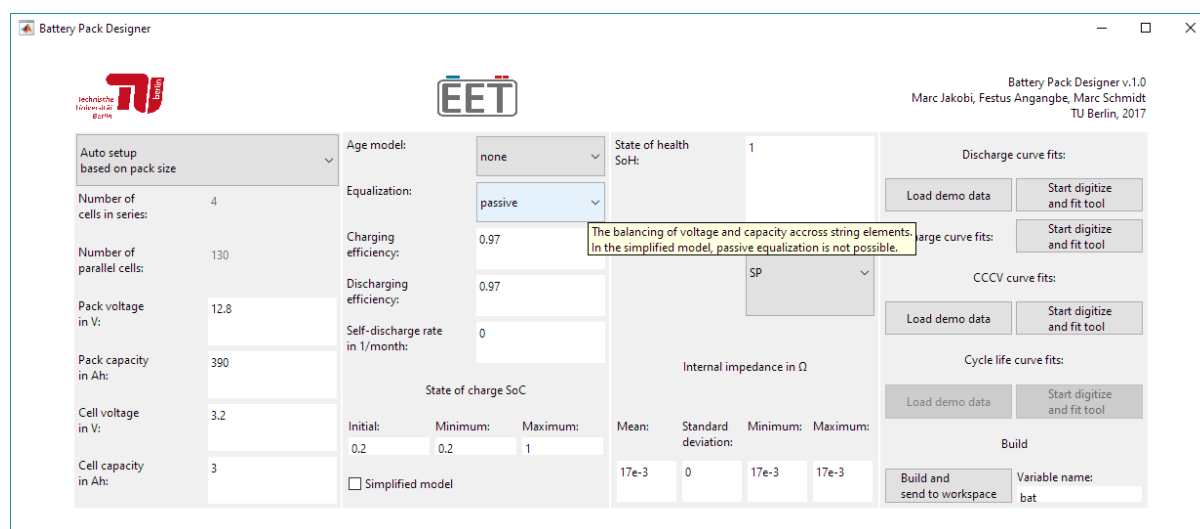 Battery Pack Designer
Technische
Universität
Berlin
berlin
EET
Battery Pack Designer v.1.0
Marc Jakobi, Festus Angangbe, Marc Schmidt
TU Berlin, 2017
Auto setup
based on pack size
Number of
cells in series:
4
Number of
parallel cells:
130
Pack voltage
in V:
12.8
Pack capacity
in Ah:
390
Cell voltage
in V:
3.2
Cell capacity
in Ah:
3
Age model:
none
Equalization:
passive
Charging
efficiency:
0.97
Discharging
efficiency:
0.97
Self-discharge rate
in 1/month:
0
State of charge SoC
Initial:
Minimum:
Maximum:
0.2
0.2
1
Simplified model
State of health
SoH:
1
The balancing of voltage and capacity accross string elements.
In the simplified model, passive equalization is not possible.
SP
Internal impedance in Ω
Mean:
Standard
deviation:
Minimum:
Maximum:
17e-3
0
17e-3
17e-3
Discharge curve fits:
Load demo data
Start digitize
and fit tool
arge curve fits:
Start digitize
and fit tool
CCCV curve fits:
Load demo data
Start digitize
and fit tool
Cycle life curve fits:
Load demo data
Start digitize
and fit tool
Build
Build and
send to workspace
Variable name:
bat